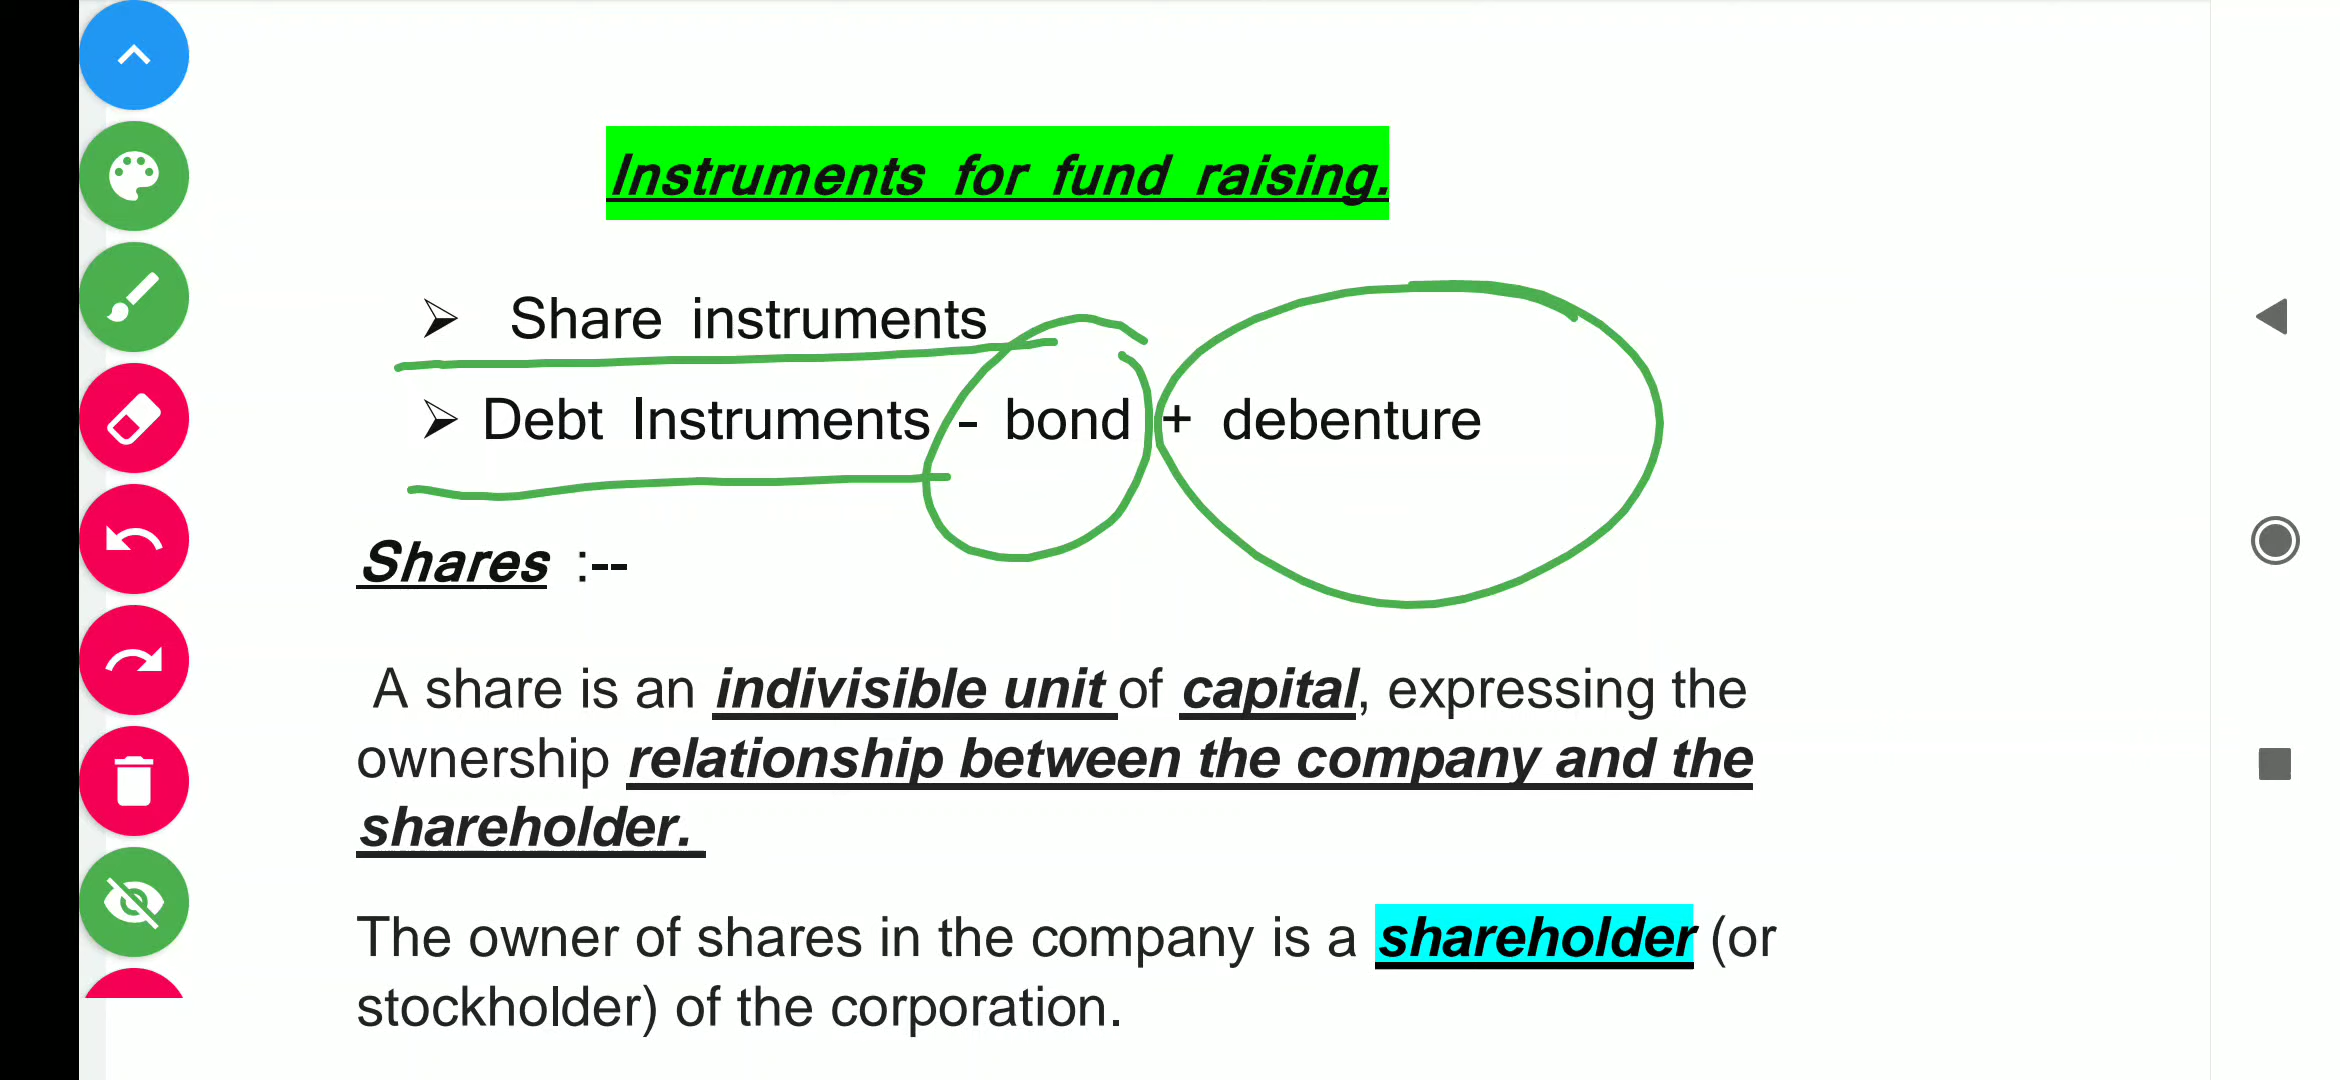 Instruments for fund raising.
➢ Share instruments
➢ Debt Instruments - bond + debenture
Shares :--
A share is an indivisible unit of capital, expressing the
ownership relationship between the company and the
shareholder.
The owner of shares in the company is a shareholder (or
stockholder) of the corporation.